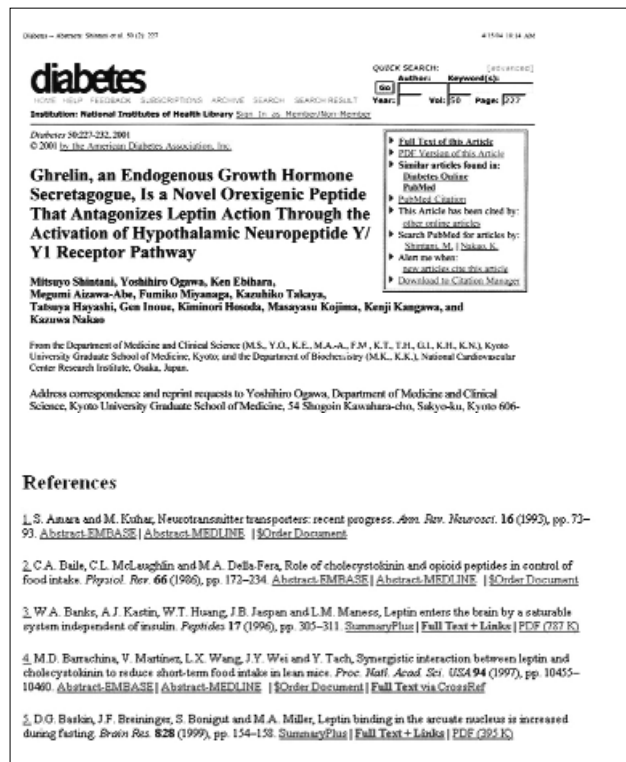 Diabetes -- Abstracts: Shintani et al. 50 (2): 227
4/15/04 10:14 AM
diabetes
QUICK SEARCH: [advanced]
Author: Keyword(s):
Go
Year: Vol: 50 Page: 227
HOME HELP FEEDBACK SUBSCRIPTIONS ARCHIVE SEARCH SEARCH RESULT
Institution: National Institutes of Health Library Sign In as Member/Non-Member
Diabetes 50:227-232, 2001
© 2001 by the American Diabetes Association, Inc.
Ghrelin, an Endogenous Growth Hormone
Secretagogue, Is a Novel Orexigenic Peptide
That Antagonizes Leptin Action Through the
Activation of Hypothalamic Neuropeptide Y/
Y1 Receptor Pathway
Mitsuyo Shintani, Yoshihiro Ogawa, Ken Ebihara,
Megumi Aizawa-Abe, Fumiko Miyanaga, Kazuhiko Takaya,
Tatsuya Hayashi, Gen Inoue, Kiminori Hosoda, Masayasu Kojima, Kenji Kangawa, and
Kazuwa Nakao
From the Department of Medicine and Clinical Science (M.S., Y.O., K.E., M.A.-A., F.M., K.T., T.H., G.I., K.H., K.N.), Kyoto
University Graduate School of Medicine, Kyoto; and the Department of Biochemistry (M.K., K.K.), National Cardiovascular
Center Research Institute, Osaka, Japan.
Address correspondence and reprint requests to Yoshihiro Ogawa, Department of Medicine and Clinical
Science, Kyoto University Graduate School of Medicine, 54 Shogoin Kawahara-cho, Sakyo-ku, Kyoto 606-
Full Text of this Article
PDF Version of this Article
Similar articles found in:
Diabetes Online
PubMed
PubMed Citation
This Article has been cited by:
other online articles
Search PubMed for articles by:
Shintani, M. | Nakao, K.
Alert me when:
new articles cite this article
Download to Citation Manager
References
1. S. Amara and M. Kuhar, Neurotransmitter transporters: recent progress. Ann. Rev. Neurosci. 16 (1993), pp. 73–
93. Abstract-EMBASE | Abstract-MEDLINE | $Order Document
2. C.A. Baile, C.L. McLaughlin and M.A. Della-Fera, Role of cholecystokinin and opioid peptides in control of
food intake. Physiol. Rev. 66 (1986), pp. 172–234. Abstract-EMBASE | Abstract-MEDLINE | $Order Document
3. W.A. Banks, A.J. Kastin, W.T. Huang, J.B. Jaspan and L.M. Maness, Leptin enters the brain by a saturable
system independent of insulin. Peptides 17 (1996), pp. 305–311. SummaryPlus | Full Text + Links | PDF (787 K)
4. M.D. Barrachina, V. Martínez, L.X. Wang, J.Y. Wei and Y. Tach, Synergistic interaction between leptin and
cholecystokinin to reduce short-term food intake in lean mice. Proc. Natl. Acad. Sci. USA 94 (1997), pp. 10455–
10460. Abstract-EMBASE | Abstract-MEDLINE | $Order Document | Full Text via CrossRef
5. D.G. Baskin, J.F. Breininger, S. Bonigut and M.A. Miller, Leptin binding in the arcuate nucleus is increased
during fasting. Brain Res. 828 (1999), pp. 154–158. SummaryPlus | Full Text + Links | PDF (395 K)